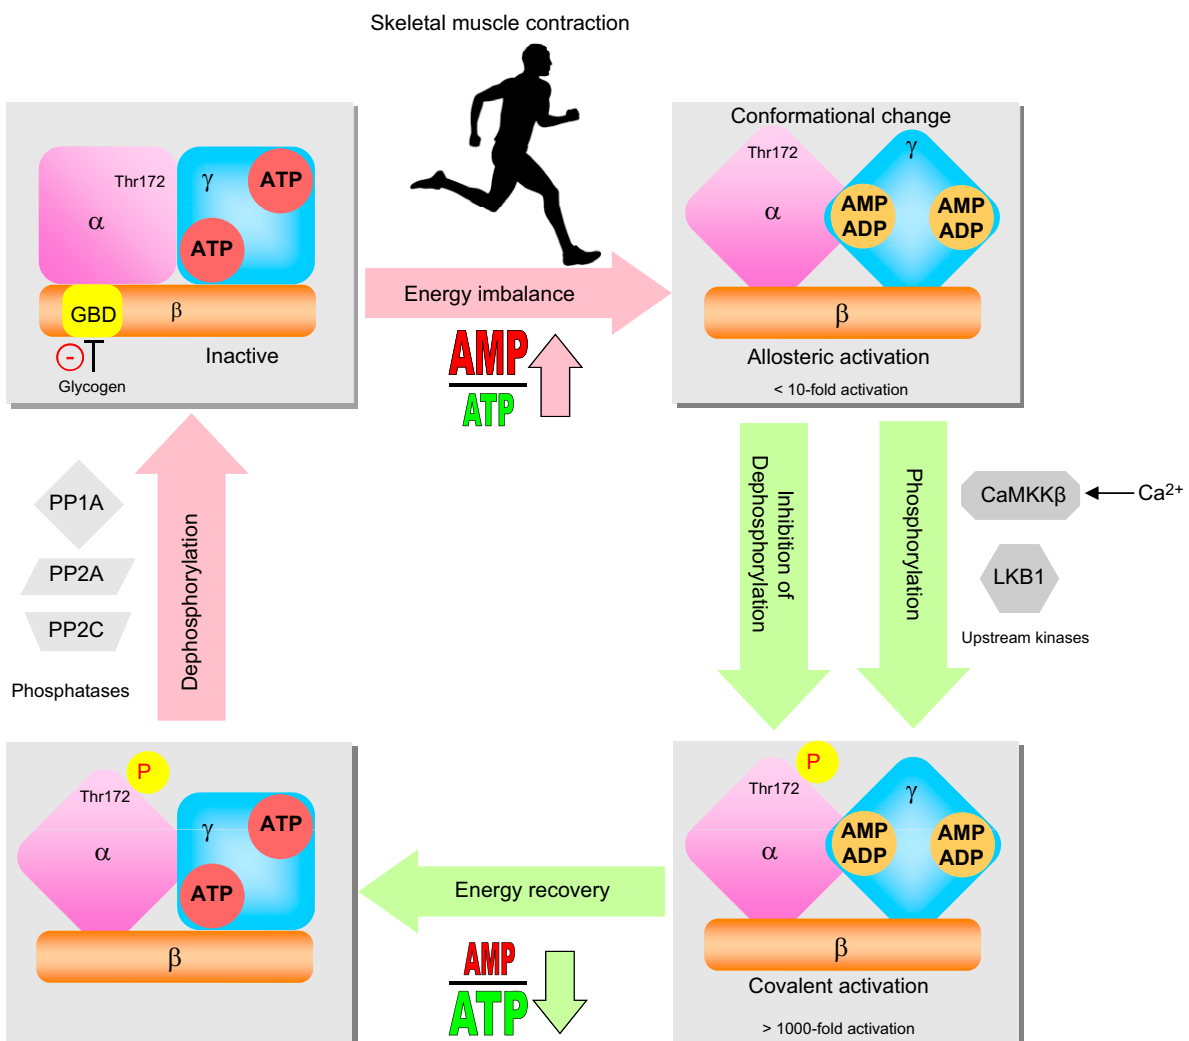 Skeletal muscle contraction
Thr172
γ
ATP
α
ATP
GBD
β
-
Inactive
Glycogen
Energy imbalance
AMP
ATP
Conformational change
Thr172
γ
α
AMP
ADP
AMP
ADP
β
Allosteric activation
< 10-fold activation
PP1A
PP2A
PP2C
Phosphatases
Dephosphorylation
Inhibition of
Dephosphorylation
Phosphorylation
CaMKKβ
Ca²⁺
LKB1
Upstream kinases
P
Thr172
γ
ATP
α
ATP
β
Energy recovery
AMP
ATP
P
Thr172
γ
α
AMP
ADP
AMP
ADP
β
Covalent activation
> 1000-fold activation